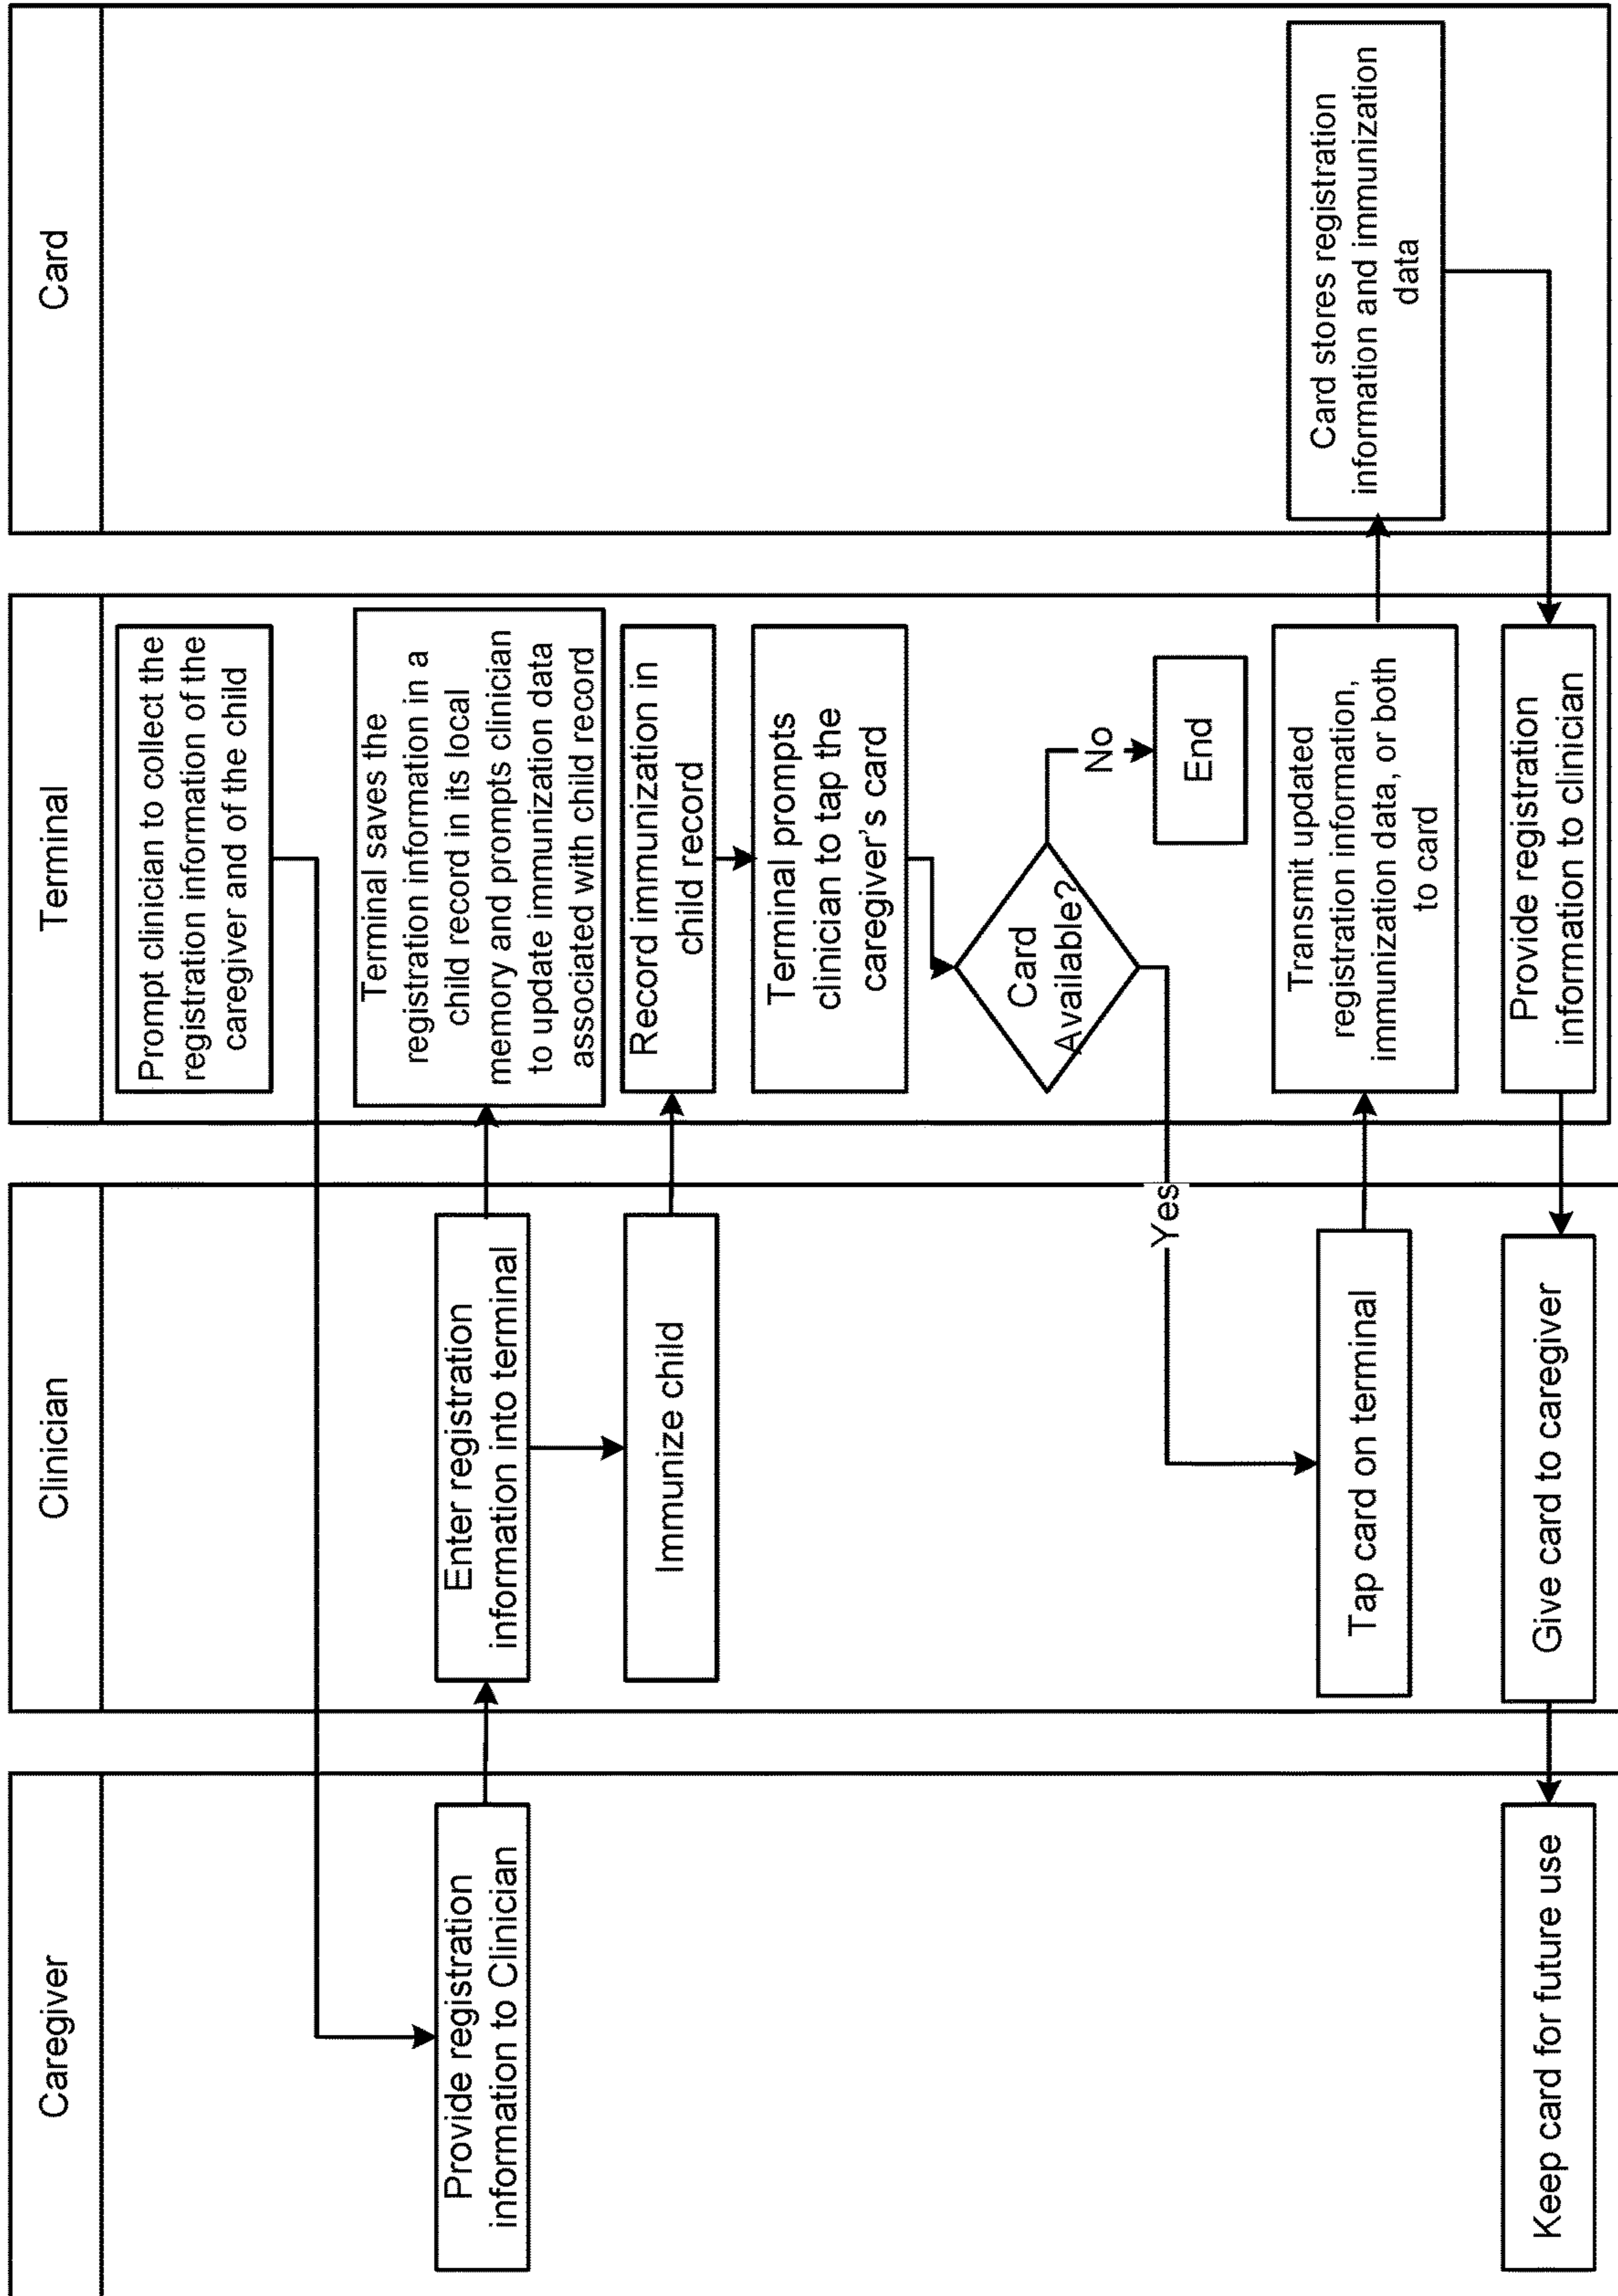 Caregiver
Clinician
Terminal
Card
Prompt clinician to collect the
registration information of the
caregiver and of the child
Provide registration
information to Clinician
Enter registration
information into terminal
Terminal saves the
registration information in a
child record in its local
memory and prompts clinician
to update immunization data
associated with child record
Immunize child
Record immunization in
child record
Terminal prompts
clinician to tap the
caregiver's card
Card
Available?
No
End
Yes
Tap card on terminal
Transmit updated
registration information,
immunization data, or both
to card
Card stores registration
information and immunization
data
Provide registration
information to clinician
Give card to caregiver
Keep card for future use